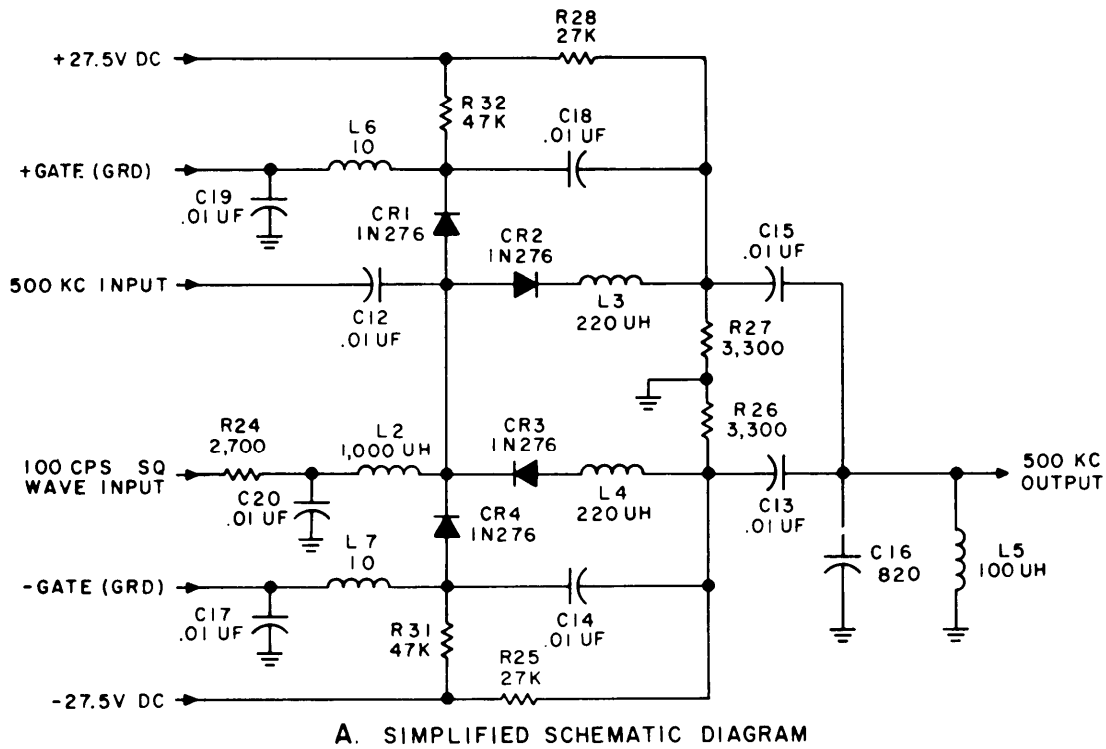 R28
27K
+27.5V DC
R32
47K
C18
.01 UF
L6
10
+GATE (GRD)
C19
.01 UF
CR1
1N276
CR2
1N276
C15
.01 UF
500 KC INPUT
C12
.01 UF
L3
220 UH
R27
3,300
R24
2,700
L2
1,000 UH
CR3
1N276
R26
3,300
100 CPS SQ
WAVE INPUT
500 KC
OUTPUT
C20
.01 UF
L4
220 UH
C13
.01 UF
CR4
1N276
L7
10
C16
820
L5
100 UH
-GATE (GRD)
C17
.01 UF
C14
.01 UF
R31
47K
R25
27K
-27.5V DC
A. SIMPLIFIED SCHEMATIC DIAGRAM